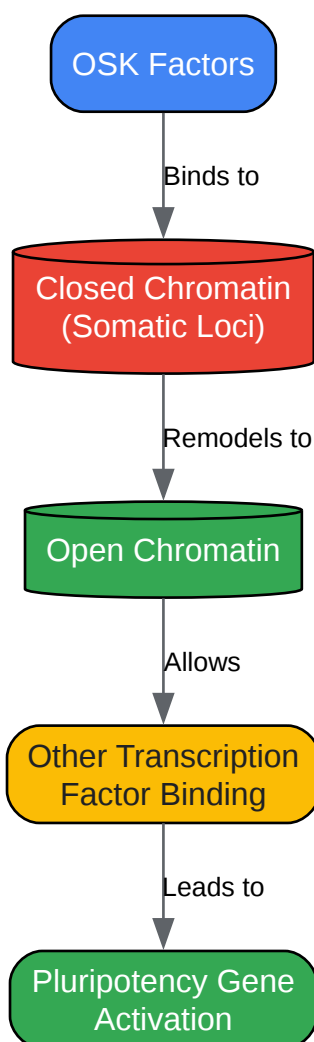 OSK Factors
Binds to
Closed Chromatin
(Somatic Loci)
Remodels to
Open Chromatin
Allows
Other Transcription
Factor Binding
Leads to
Pluripotency Gene
Activation